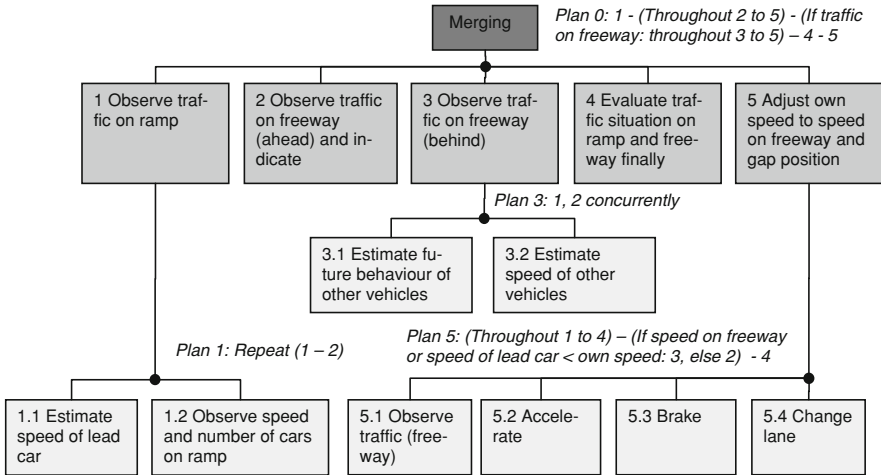 Merging
Plan 0: 1 - (Throughout 2 to 5) - (If traffic
on freeway: throughout 3 to 5) – 4 - 5
1 Observe traf-
fic on ramp
2 Observe traffic
on freeway
(ahead) and in-
dicate
3 Observe traf-
fic on freeway
(behind)
4 Evaluate traf-
fic situation on
ramp and free-
way finally
5 Adjust own
speed to speed
on freeway and
gap position
Plan 3: 1, 2 concurrently
3.1 Estimate fu-
ture behaviour of
other vehicles
3.2 Estimate
speed of other
vehicles
Plan 1: Repeat (1 – 2)
Plan 5: (Throughout 1 to 4) – (If speed on freeway
or speed of lead car < own speed: 3, else 2) - 4
1.1 Estimate
speed of lead
car
1.2 Observe speed
and number of cars
on ramp
5.1 Observe
traffic (free-
way)
5.2 Accele-
rate
5.3 Brake
5.4 Change
lane